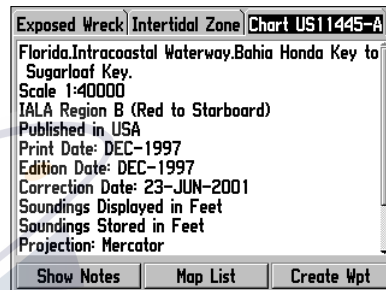 Exposed Wreck Intertidal Zone Chart US11445-A
Florida.Intracoastal Waterway.Bahia Honda Key to
Sugarloaf Key.
Scale 1:40000
IALA Region B (Red to Starboard)
Published in USA
Print Date: DEC-1997
Edition Date: DEC-1997
Correction Date: 23-JUN-2001
Soundings Displayed in Feet
Soundings Stored in Feet
Projection: Mercator
Show Notes Map List Create Wpt